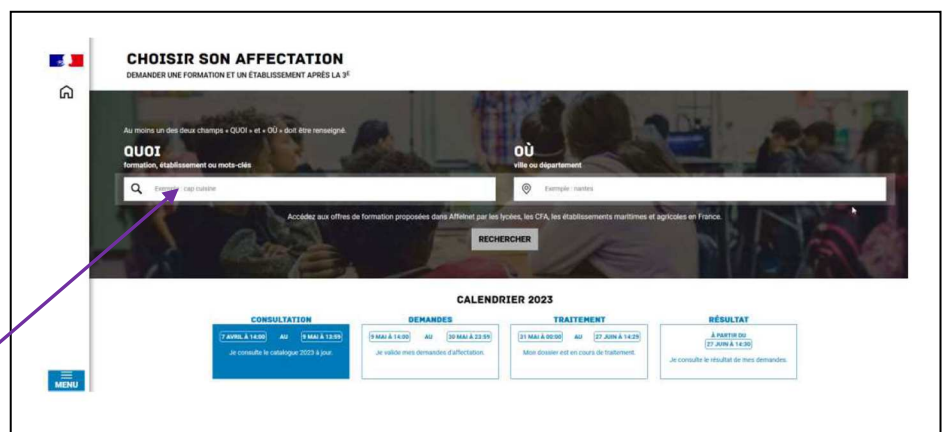 CHOISIR SON AFFECTATION
DEMANDER UNE FORMATION ET UN ÉTABLISSEMENT APRÈS LA 3E
Au moins un des deux champs « QUOI » et « OÙ » doit être renseigné.
QUOI
formation, établissement ou mots-clés
Exemple : cap cuisine
OÙ
ville ou département
Exemple : nantes
Accédez aux offres de formation proposées dans Affelnet par les lycées, les CFA, les établissements maritimes et agricoles en France.
RECHERCHER
CALENDRIER 2023
CONSULTATION
7 AVRIL À 14:00 AU 9 MAI À 13:59
Je consulte le catalogue 2023 à jour.
DEMANDES
9 MAI À 14:00 AU 30 MAI À 23:59
Je valide mes demandes d'affectation.
TRAITEMENT
31 MAI À 00:00 AU 27 JUIN À 14:29
Mon dossier est en cours de traitement.
RÉSULTAT
À PARTIR DU
27 JUIN À 14:30
Je consulte le résultat de mes demandes.
MENU